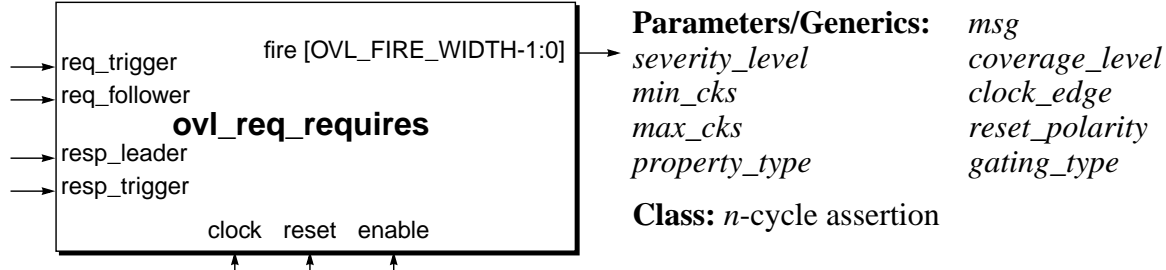 req_trigger
req_follower
fire [OVL_FIRE_WIDTH-1:0]
ovl_req_requires
resp_leader
resp_trigger
clock reset enable
Parameters/Generics: msg
severity_level coverage_level
min_cks clock_edge
max_cks reset_polarity
property_type gating_type
Class: n-cycle assertion